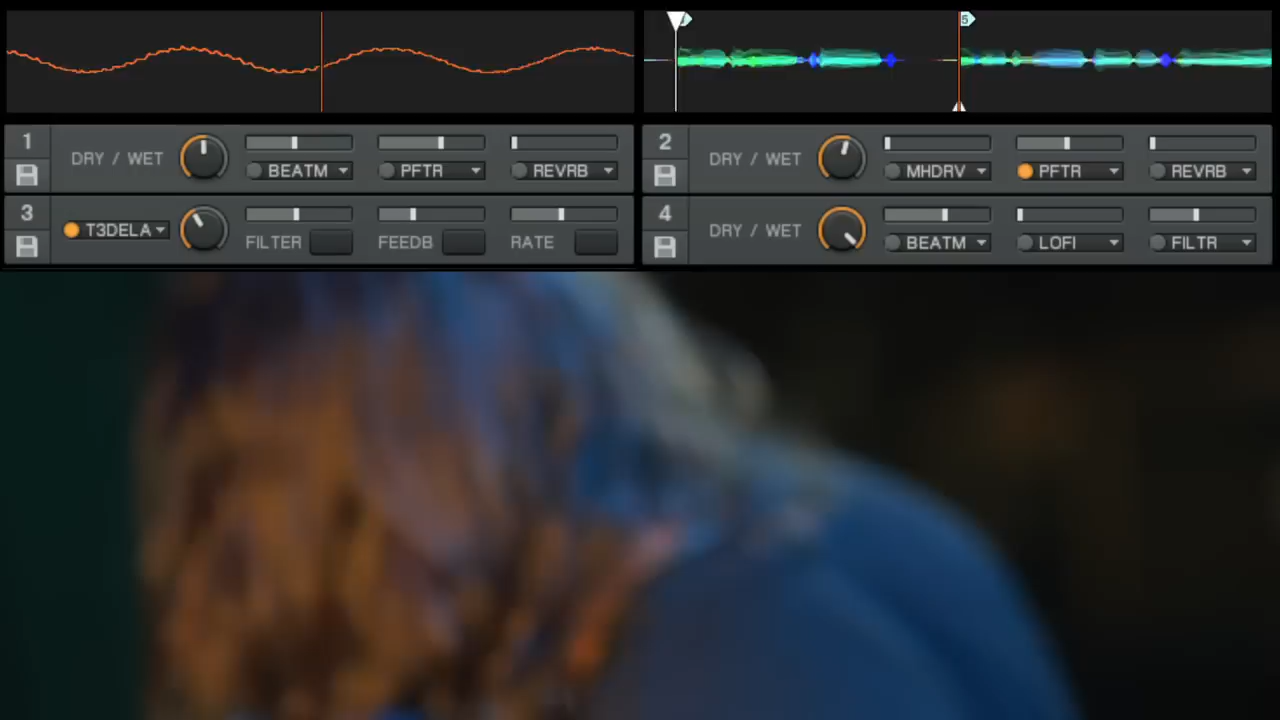 5
1 DRY / WET BEATM PFTR REVRB
2 DRY / WET MHDRV PFTR REVRB
3 T3DELA FILTER FEEDB RATE
4 DRY / WET BEATM LOFI FILTR